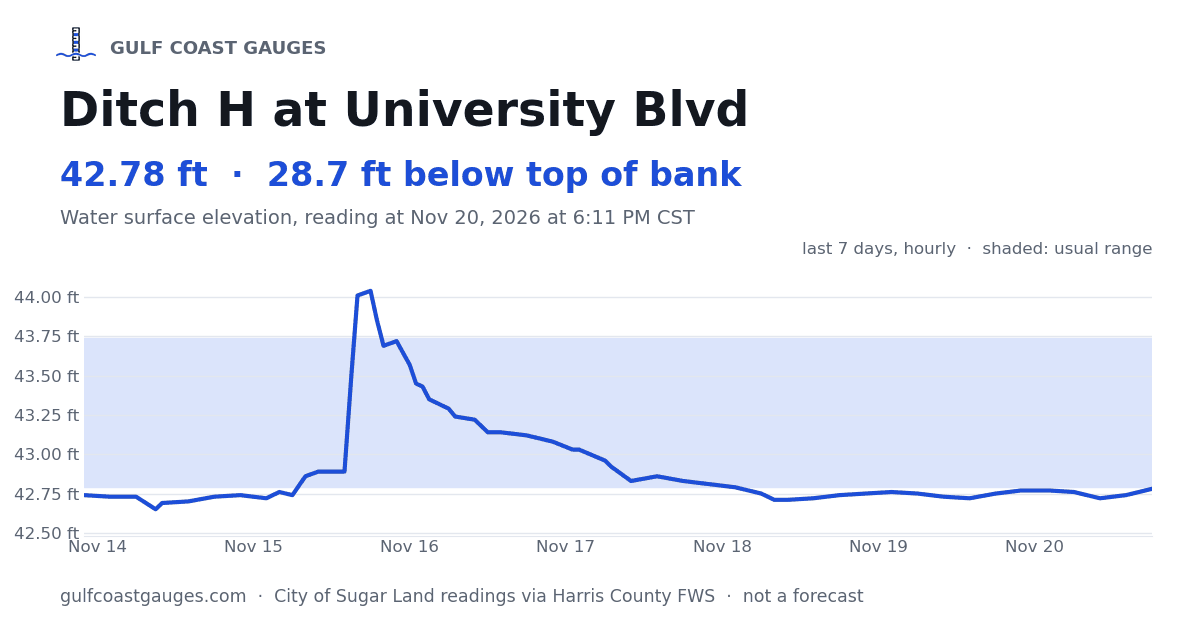 GULF COAST GAUGES
Ditch H at University Blvd
42.78 ft · 28.7 ft below top of bank
Water surface elevation, reading at Nov 20, 2026 at 6:11 PM CST
last 7 days, hourly · shaded: usual range
44.00 ft
43.75 ft
43.50 ft
43.25 ft
43.00 ft
42.75 ft
42.50 ft
Nov 14 Nov 15 Nov 16 Nov 17 Nov 18 Nov 19 Nov 20
gulfcoastgauges.com · City of Sugar Land readings via Harris County FWS · not a forecast